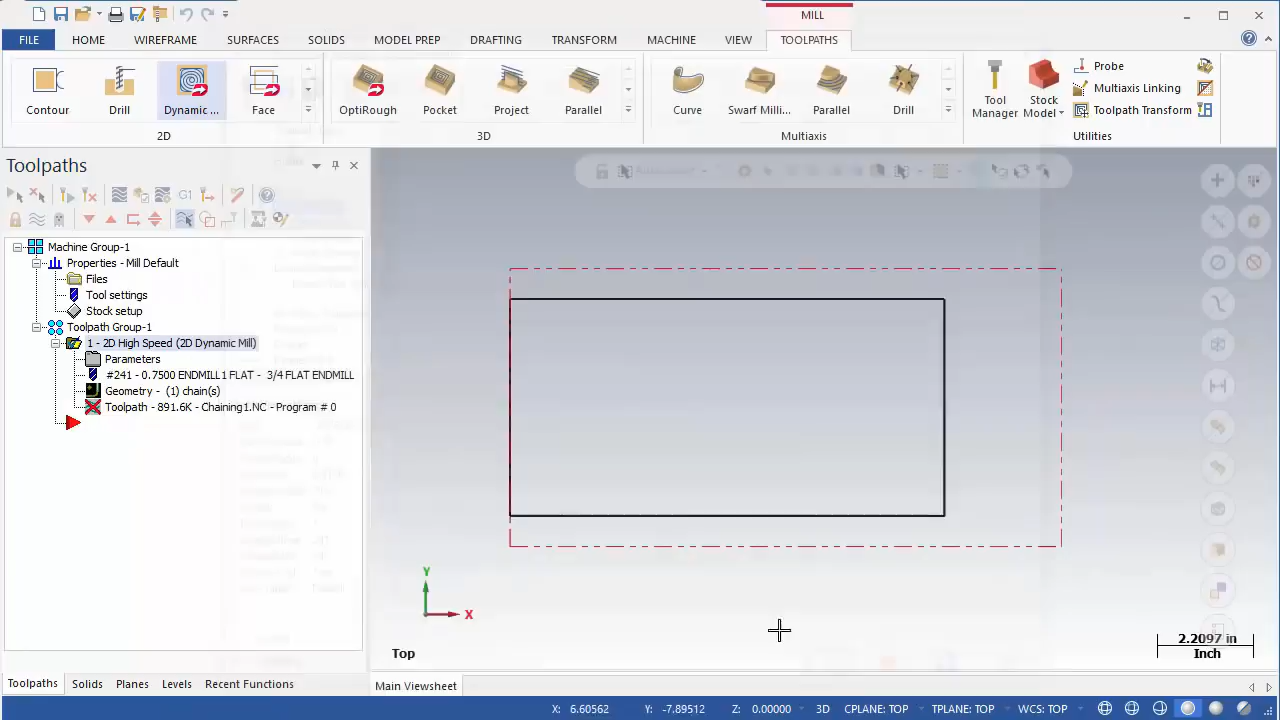 MILL
FILE HOME WIREFRAME SURFACES SOLIDS MODEL PREP DRAFTING TRANSFORM MACHINE VIEW TOOLPATHS
Contour Drill Dynamic ... Face
2D
OptiRough Pocket Project Parallel
3D
Curve Swarf Milli... Parallel Drill
Multiaxis
Tool Manager Stock Model
Probe
Multiaxis Linking
Toolpath Transform
Utilities
Toolpaths
G1
Machine Group-1
Properties - Mill Default
Files
Tool settings
Stock setup
Toolpath Group-1
1 - 2D High Speed (2D Dynamic Mill)
Parameters
#241 - 0.7500 ENDMILL1 FLAT - 3/4 FLAT ENDMILL
Geometry - (1) chain(s)
Toolpath - 891.6K - Chaining1.NC - Program # 0
Y
X
Top
2.2097 in
Inch
Toolpaths Solids Planes Levels Recent Functions
Main Viewsheet
X: 6.60562 Y: -7.89512 Z: 0.00000 3D CPLANE: TOP TPLANE: TOP WCS: TOP